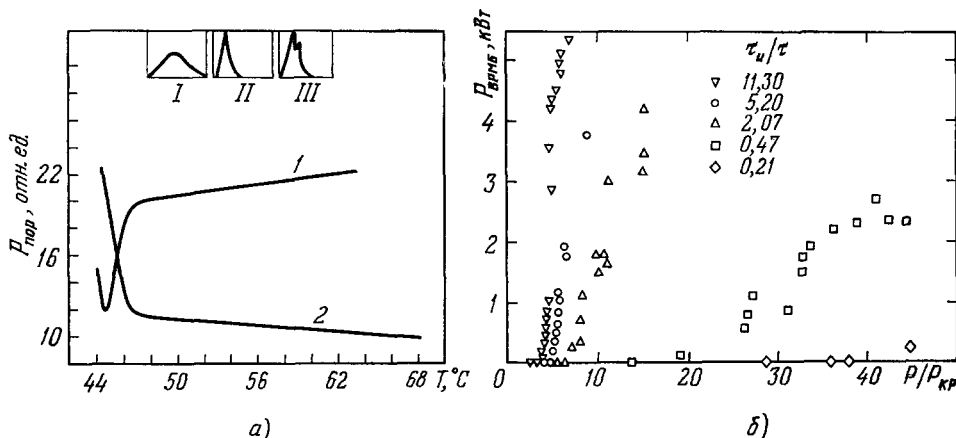 P_пор, отн. ед.
22
16
10
44
50
56
62
68 T,°C
I
II
III
1
2
а)
P_ВРМБ, кВт
4
3
2
1
0
10
20
30
40
P/P_кр
τ_и/τ
▽ 11,30
○ 5,20
△ 2,07
□ 0,47
◇ 0,21
б)